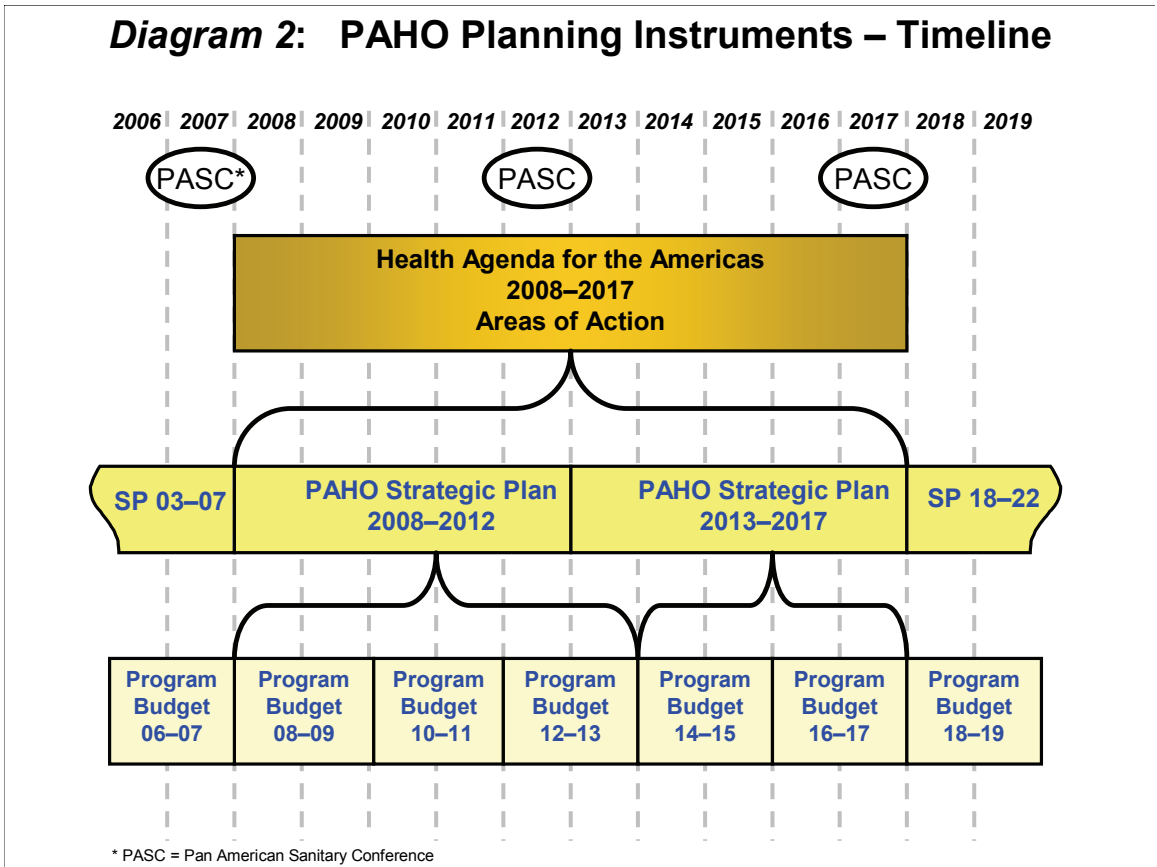 Diagram 2: PAHO Planning Instruments – Timeline
2006 2007 2008 2009 2010 2011 2012 2013 2014 2015 2016 2017 2018 2019
PASC* PASC PASC
Health Agenda for the Americas
2008–2017
Areas of Action
SP 03–07
PAHO Strategic Plan
2008–2012
PAHO Strategic Plan
2013–2017
SP 18–22
Program
Budget
06–07
Program
Budget
08–09
Program
Budget
10–11
Program
Budget
12–13
Program
Budget
14–15
Program
Budget
16–17
Program
Budget
18–19
* PASC = Pan American Sanitary Conference